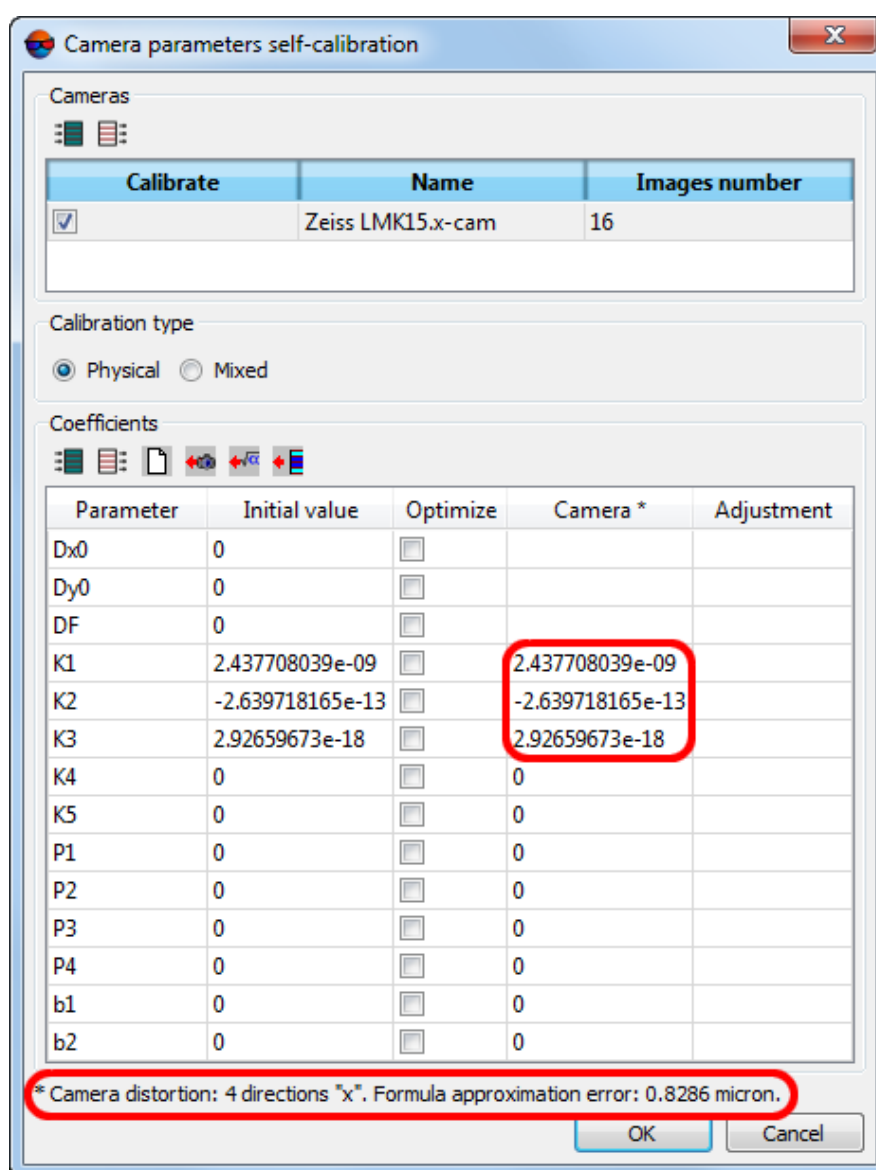 Camera parameters self-calibration
Cameras
Calibrate Name Images number
Zeiss LMK15.x-cam 16
Calibration type
Physical Mixed
Coefficients
Parameter Initial value Optimize Camera * Adjustment
Dx0 0
Dy0 0
DF 0
K1 2.437708039e-09 2.437708039e-09
K2 -2.639718165e-13 -2.639718165e-13
K3 2.92659673e-18 2.92659673e-18
K4 0 0
K5 0 0
P1 0 0
P2 0 0
P3 0 0
P4 0 0
b1 0 0
b2 0 0
* Camera distortion: 4 directions "x". Formula approximation error: 0.8286 micron.
OK Cancel